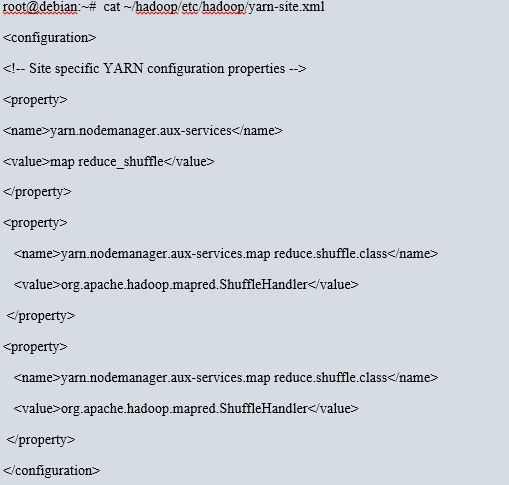 root@debian:~#  cat ~/hadoop/etc/hadoop/yarn-site.xml
<configuration>
<!-- Site specific YARN configuration properties -->
<property>
<name>yarn.nodemanager.aux-services</name>
<value>map reduce_shuffle</value>
</property>
<property>
<name>yarn.nodemanager.aux-services.map reduce.shuffle.class</name>
<value>org.apache.hadoop.mapred.ShuffleHandler</value>
</property>
<property>
<name>yarn.nodemanager.aux-services.map reduce.shuffle.class</name>
<value>org.apache.hadoop.mapred.ShuffleHandler</value>
</property>
</configuration>